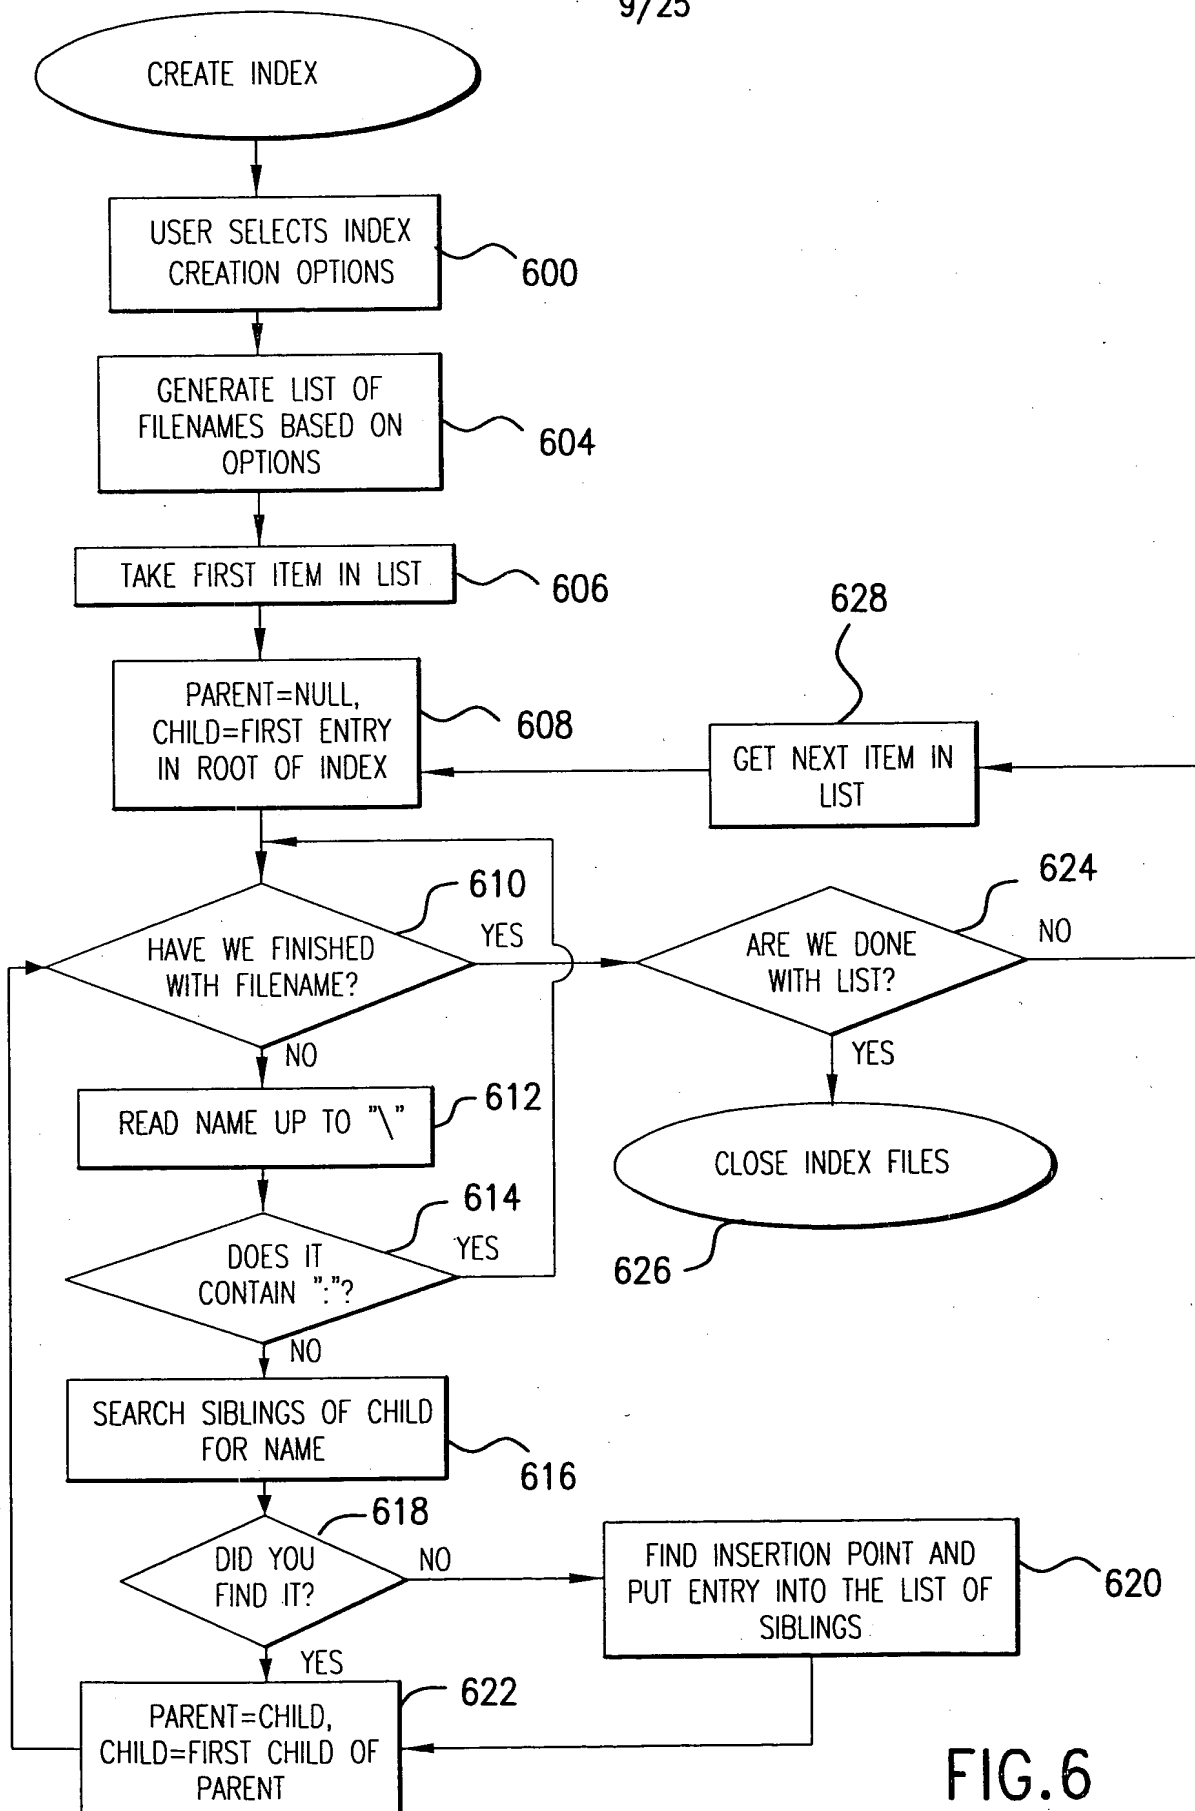 9/25
CREATE INDEX
USER SELECTS INDEX
CREATION OPTIONS
600
GENERATE LIST OF
FILENAMES BASED ON
OPTIONS
604
TAKE FIRST ITEM IN LIST
606
PARENT=NULL,
CHILD=FIRST ENTRY
IN ROOT OF INDEX
608
628
GET NEXT ITEM IN
LIST
610
HAVE WE FINISHED
WITH FILENAME?
YES
NO
624
ARE WE DONE
WITH LIST?
NO
YES
READ NAME UP TO "\"
612
CLOSE INDEX FILES
626
614
DOES IT
CONTAIN ":"?
YES
NO
SEARCH SIBLINGS OF CHILD
FOR NAME
616
618
DID YOU
FIND IT?
NO
YES
FIND INSERTION POINT AND
PUT ENTRY INTO THE LIST OF
SIBLINGS
620
PARENT=CHILD,
CHILD=FIRST CHILD OF
PARENT
622
FIG.6